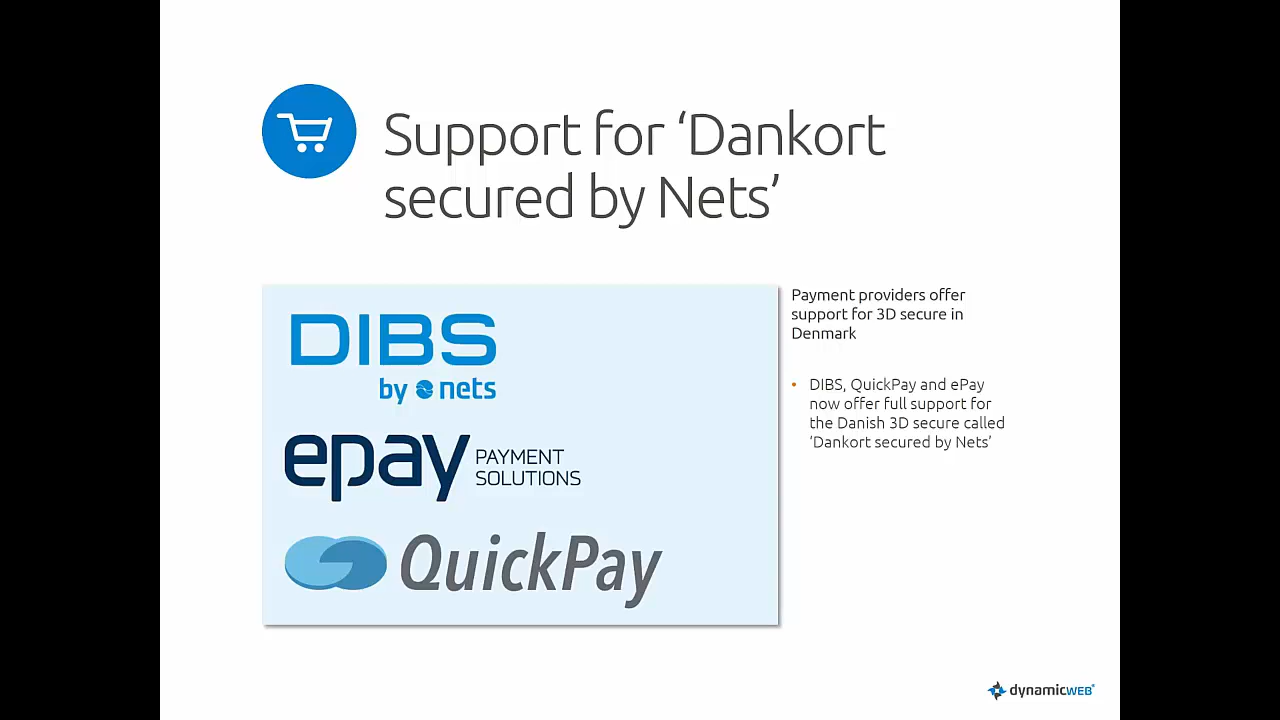 Support for ‘Dankort
secured by Nets’
DIBS
by nets
epay PAYMENT
SOLUTIONS
QuickPay
Payment providers offer
support for 3D secure in
Denmark
• DIBS, QuickPay and ePay
now offer full support for
the Danish 3D secure called
‘Dankort secured by Nets’
dynamicWEB